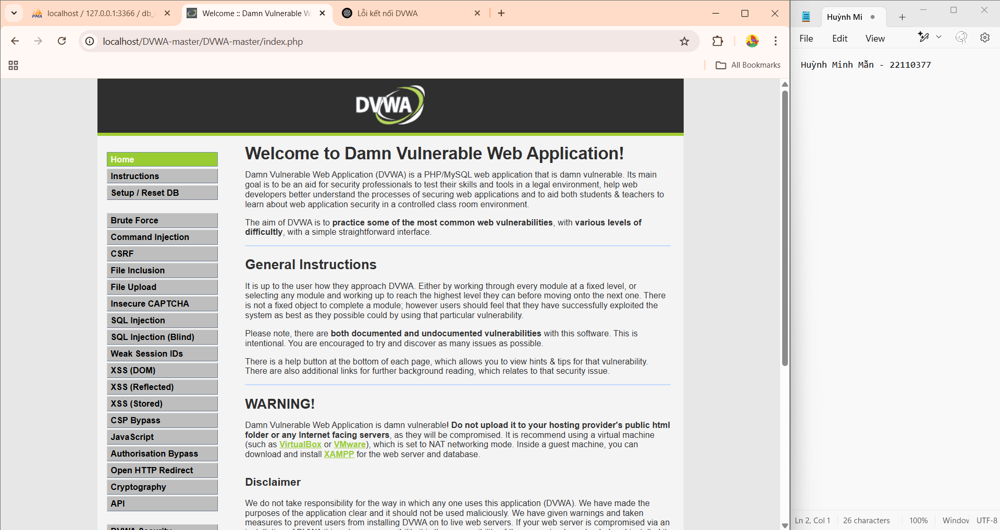 localhost / 127.0.0.1:3366 / db_
Welcome :: Damn Vulnerable W
Lỗi kết nối DVWA
localhost/DVWA-master/DVWA-master/index.php
All Bookmarks
DVWA
Home
Instructions
Setup / Reset DB
Brute Force
Command Injection
CSRF
File Inclusion
File Upload
Insecure CAPTCHA
SQL Injection
SQL Injection (Blind)
Weak Session IDs
XSS (DOM)
XSS (Reflected)
XSS (Stored)
CSP Bypass
JavaScript
Authorisation Bypass
Open HTTP Redirect
Cryptography
API
DVWA Security
Welcome to Damn Vulnerable Web Application!
Damn Vulnerable Web Application (DVWA) is a PHP/MySQL web application that is damn vulnerable. Its main
goal is to be an aid for security professionals to test their skills and tools in a legal environment, help web
developers better understand the processes of securing web applications and to aid both students & teachers to
learn about web application security in a controlled class room environment.
The aim of DVWA is to practice some of the most common web vulnerabilities, with various levels of
difficultly, with a simple straightforward interface.
General Instructions
It is up to the user how they approach DVWA. Either by working through every module at a fixed level, or
selecting any module and working up to reach the highest level they can before moving onto the next one. There
is not a fixed object to complete a module; however users should feel that they have successfully exploited the
system as best as they possible could by using that particular vulnerability.
Please note, there are both documented and undocumented vulnerabilities with this software. This is
intentional. You are encouraged to try and discover as many issues as possible.
There is a help button at the bottom of each page, which allows you to view hints & tips for that vulnerability.
There are also additional links for further background reading, which relates to that security issue.
WARNING!
Damn Vulnerable Web Application is damn vulnerable! Do not upload it to your hosting provider's public html
folder or any Internet facing servers, as they will be compromised. It is recommend using a virtual machine
(such as VirtualBox or VMware), which is set to NAT networking mode. Inside a guest machine, you can
download and install XAMPP for the web server and database.
Disclaimer
We do not take responsibility for the way in which any one uses this application (DVWA). We have made the
purposes of the application clear and it should not be used maliciously. We have given warnings and taken
measures to prevent users from installing DVWA on to live web servers. If your web server is compromised via an
Huỳnh Mi
File Edit View
Huỳnh Minh Mẫn - 22110377
Ln 2, Col 1 26 characters 100% Window UTF-8